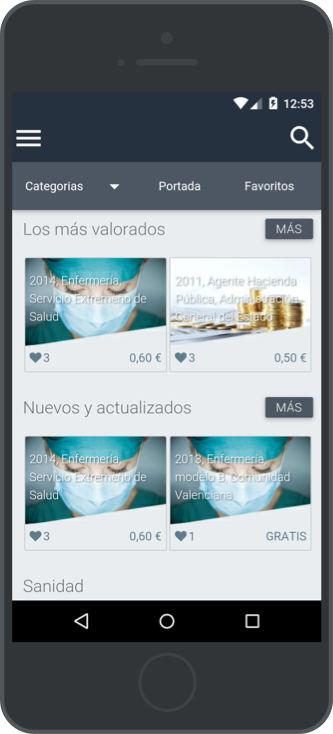 12:53
Categorias
Portada
Favoritos
Los más valorados
MÁS
2014, Enfermería,
Servicio Extremeño de
Salud
3
0,60 €
2011, Agente Hacienda
Pública, Administración
General del Estado
3
0,50 €
Nuevos y actualizados
MÁS
2014, Enfermería,
Servicio Extremeño de
Salud
3
0,60 €
2013, Enfermería,
modelo B, Comunidad
Valenciana
1
GRATIS
Sanidad